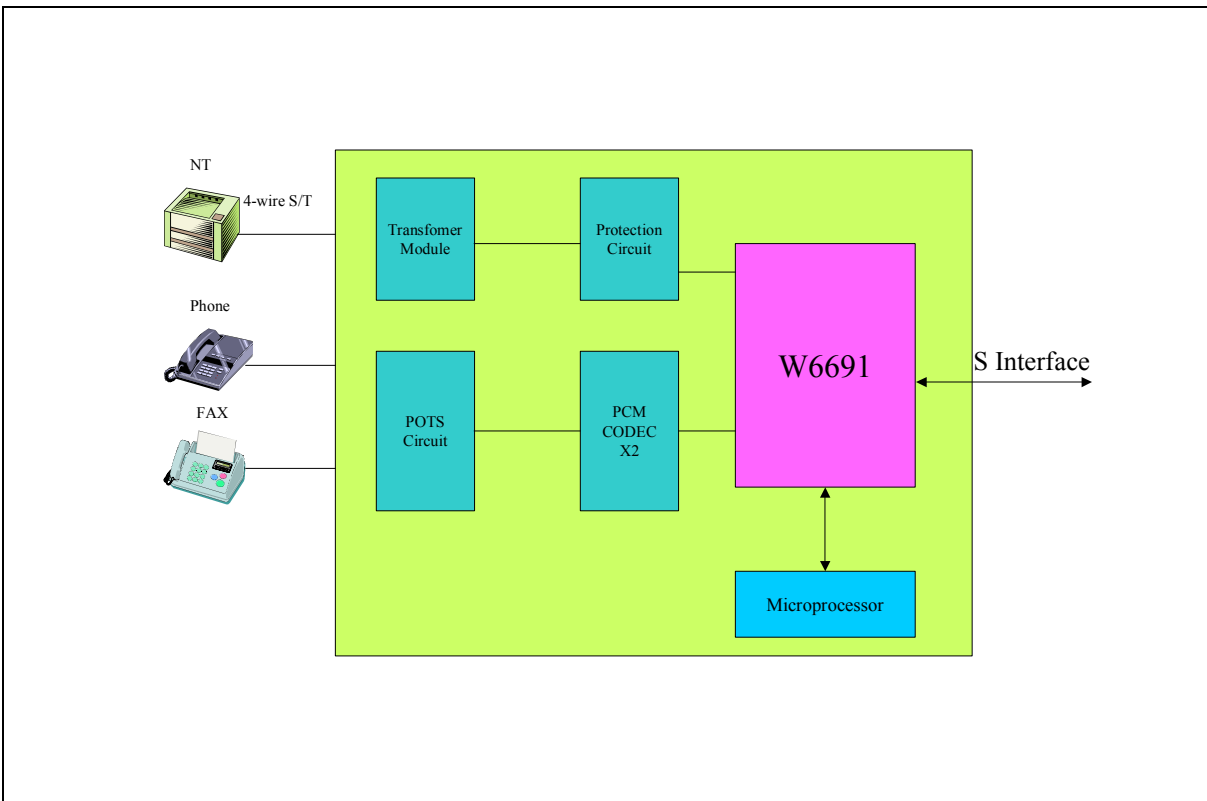 NT
4-wire S/T
Transfomer
Module
Protection
Circuit
Phone
W6691
S Interface
FAX
POTS
Circuit
PCM
CODEC
X2
Microprocessor